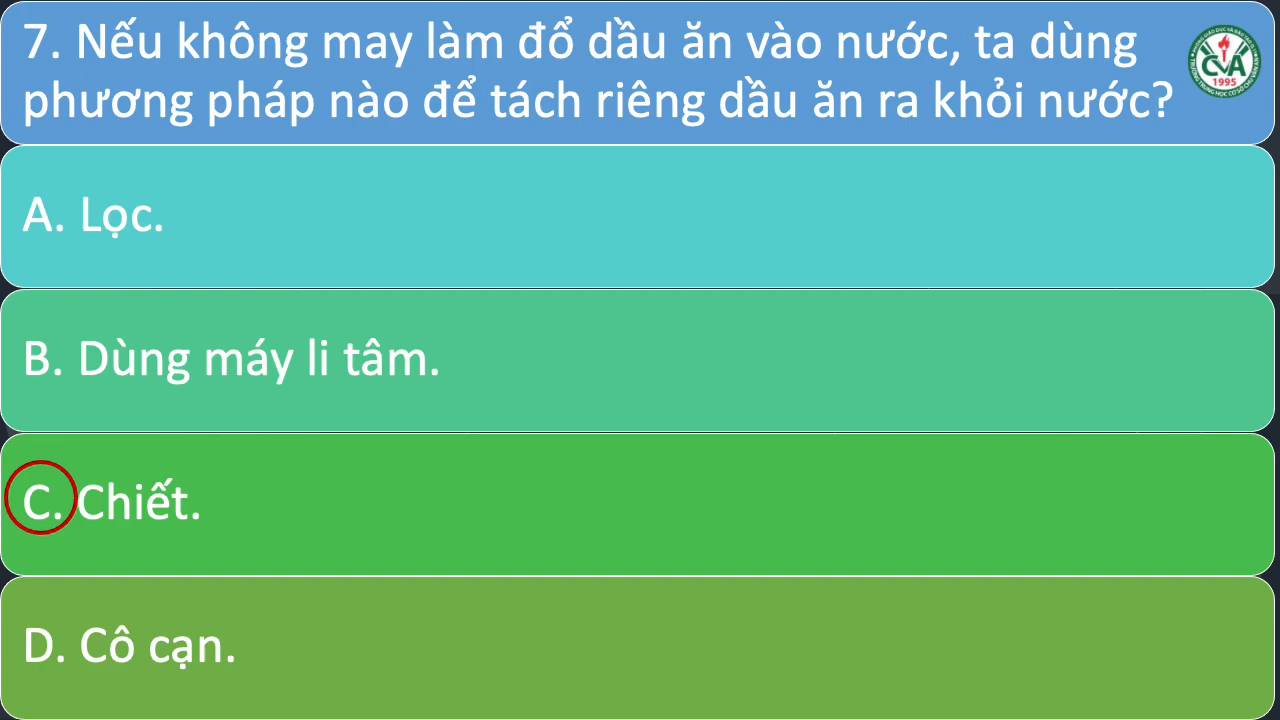 7. Nếu không may làm đổ dầu ăn vào nước, ta dùng
phương pháp nào để tách riêng dầu ăn ra khỏi nước?
CVA
1995
A. Lọc.
B. Dùng máy li tâm.
C. Chiết.
D. Cô cạn.